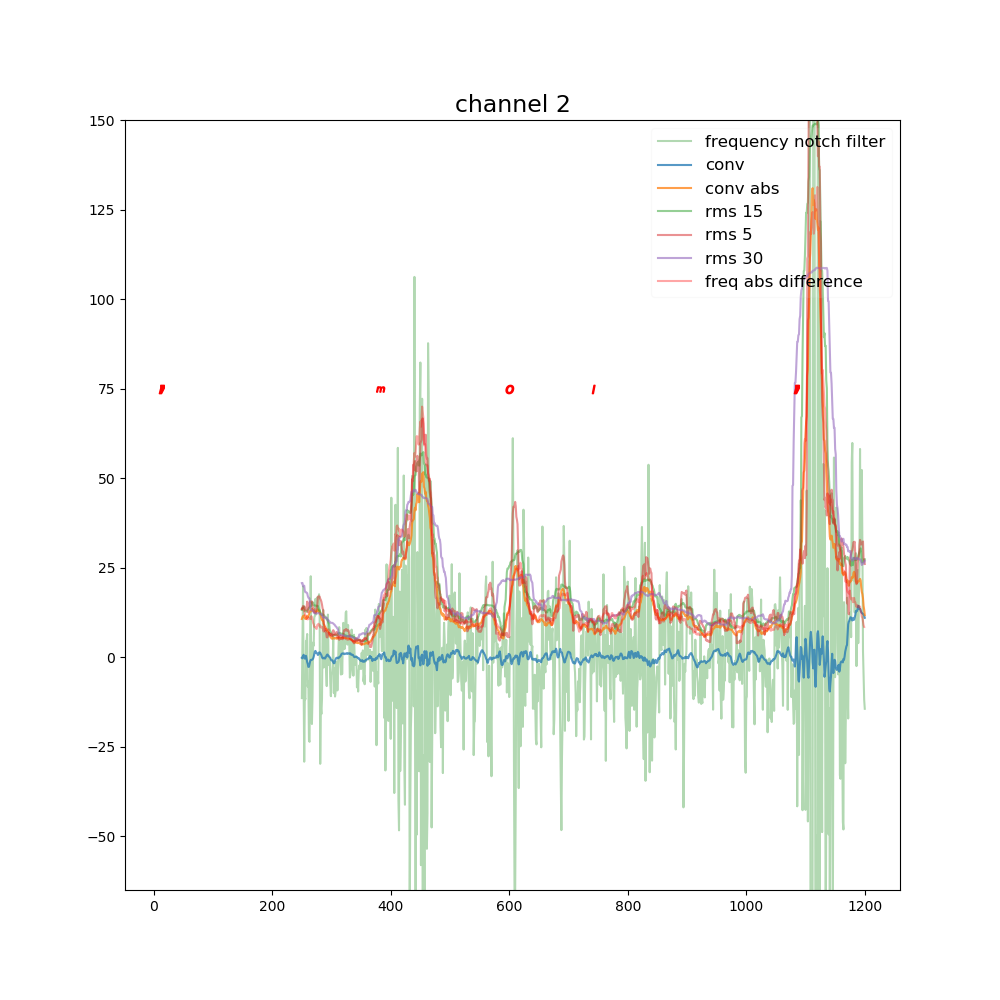 channel 2
150
125
100
75
50
25
0
−25
−50
frequency notch filter
conv
conv abs
rms 15
rms 5
rms 30
freq abs difference
, m o l ,
0 200 400 600 800 1000 1200